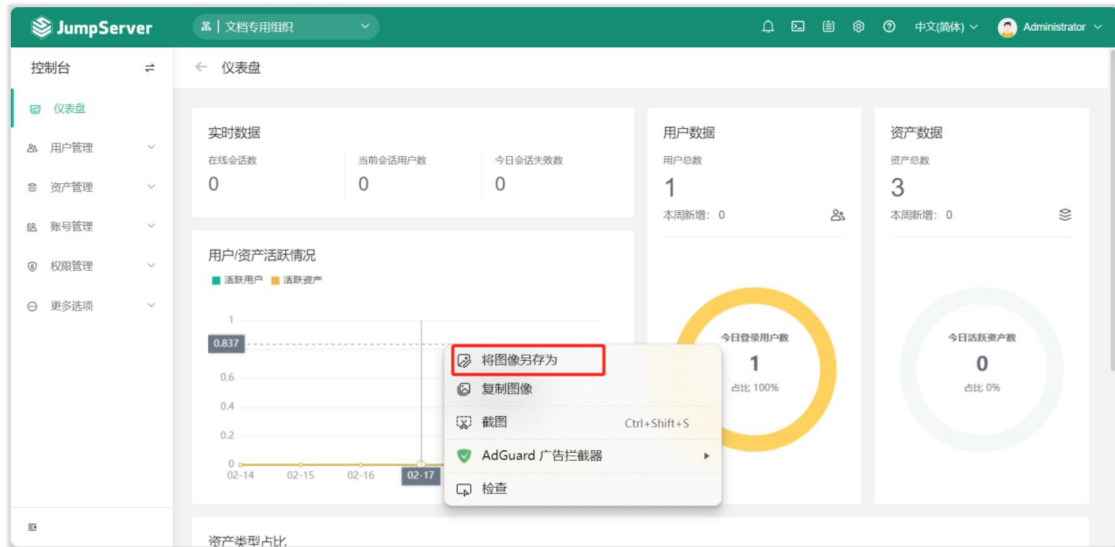 JumpServer
文档专用组织
中文(简体)
Administrator
控制台
仪表盘
仪表盘
用户管理
资产管理
账号管理
权限管理
更多选项
实时数据
在线会话数
当前会话用户数
今日会话失败数
0
0
0
用户数据
用户总数
1
本周新增： 0
资产数据
资产总数
3
本周新增： 0
用户/资产活跃情况
活跃用户
活跃资产
1
0.837
0.6
0.4
0.2
0
02-14
02-15
02-16
02-17
将图像另存为
复制图像
截图
Ctrl+Shift+S
AdGuard 广告拦截器
检查
今日登录用户数
1
占比 100%
今日活跃资产数
0
占比 0%
资产类型占比